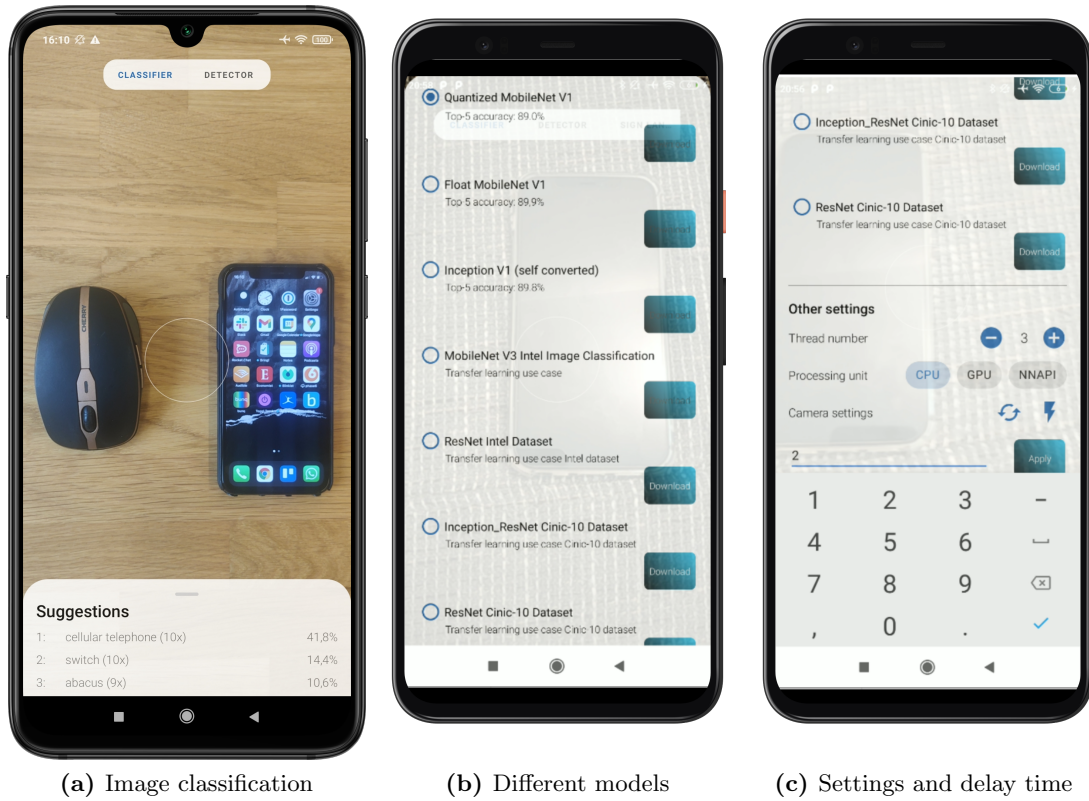 16:10
CLASSIFIER DETECTOR
CHERRY
Suggestions
1: cellular telephone (10x) 41,8%
2: switch (10x) 14,4%
3: abacus (9x) 10,6%
(a) Image classification
Quantized MobileNet V1
Top-5 accuracy: 89.0%
CLASSIFIER DETECTOR
Float MobileNet V1
Top-5 accuracy: 89,9%
Inception V1 (self converted)
Top-5 accuracy: 89.8%
MobileNet V3 Intel Image Classification
Transfer learning use case
ResNet Intel Dataset
Transfer learning use case Intel dataset
Download
Inception_ResNet Cinic-10 Dataset
Transfer learning use case Cinic-10 dataset
Download
ResNet Cinic-10 Dataset
Transfer learning use case Cinic-10 dataset
(b) Different models
Download
Inception_ResNet Cinic-10 Dataset
Transfer learning use case Cinic-10 dataset
Download
ResNet Cinic-10 Dataset
Transfer learning use case Cinic-10 dataset
Download
Other settings
Thread number 3
Processing unit CPU GPU NNAPI
Camera settings
2 Apply
1 2 3 -
4 5 6
7 8 9
, 0 .
(c) Settings and delay time